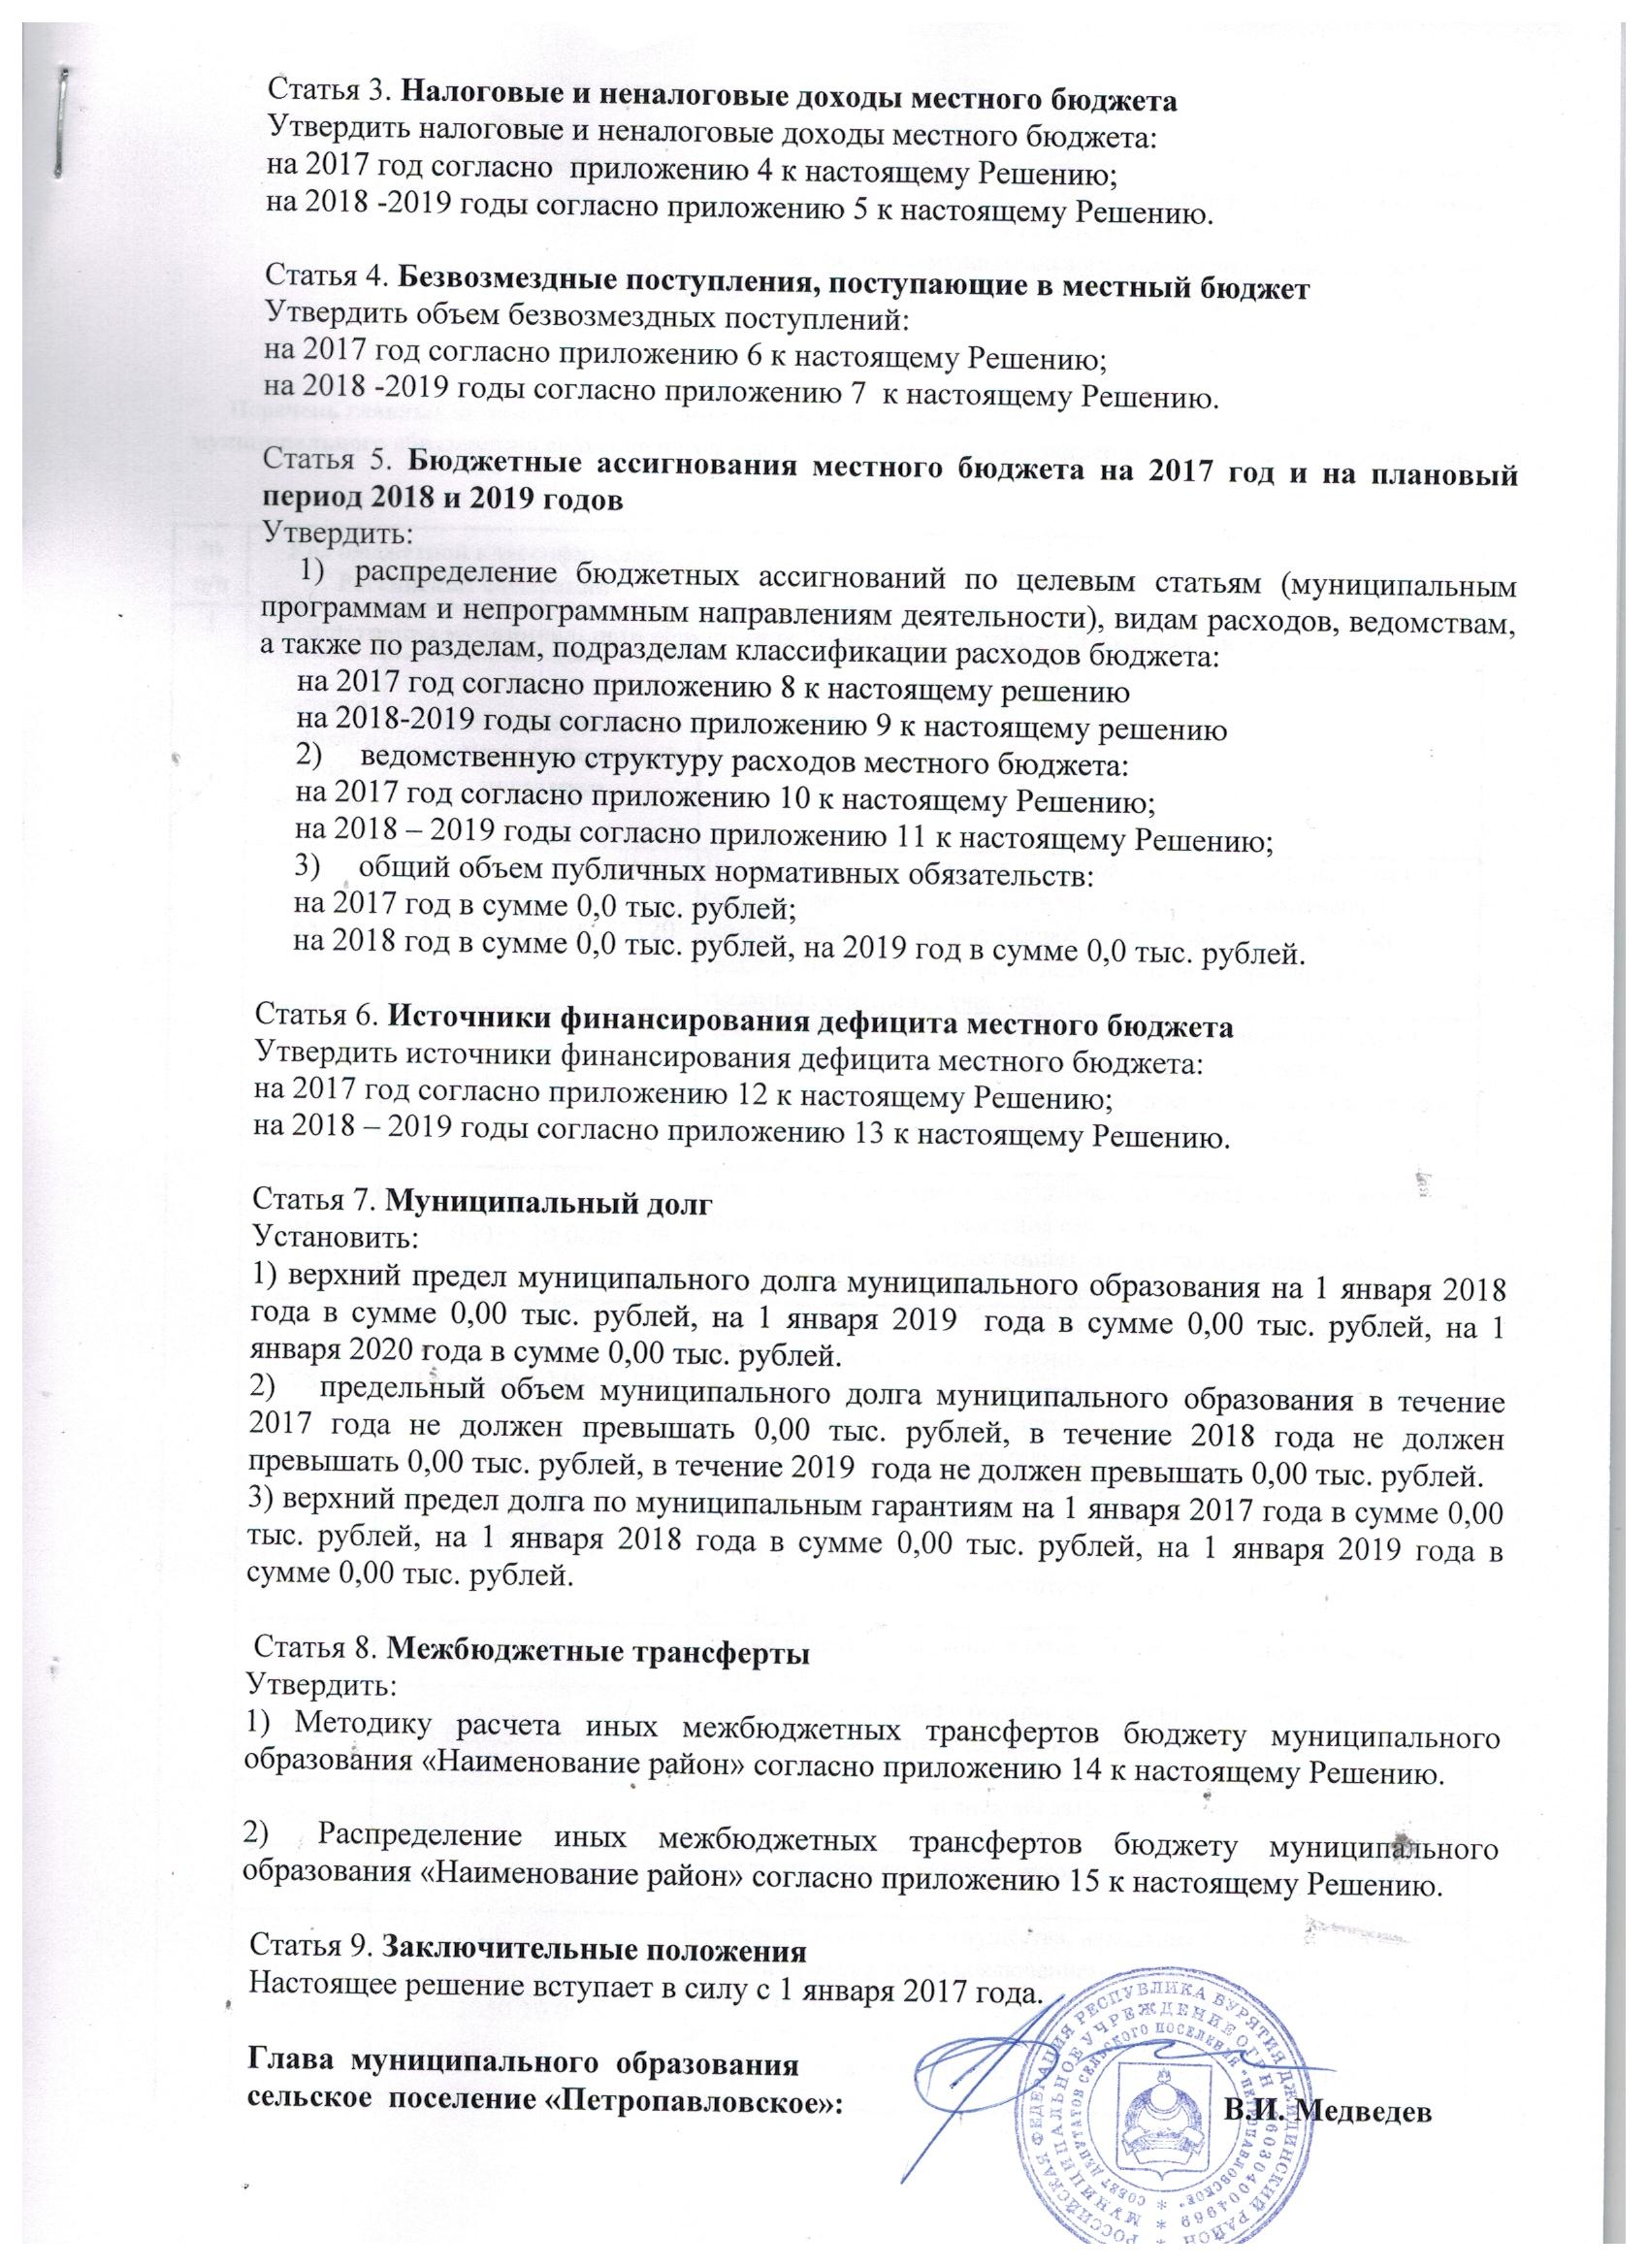 Статья 3. Налоговые и неналоговые доходы местного бюджета
Утвердить налоговые и неналоговые доходы местного бюджета:
на 2017 год согласно приложению 4 к настоящему Решению;
на 2018 -2019 годы согласно приложению 5 к настоящему Решению.
Статья 4. Безвозмездные поступления, поступающие в местный бюджет
Утвердить объем безвозмездных поступлений:
на 2017 год согласно приложению 6 к настоящему Решению;
на 2018 -2019 годы согласно приложению 7 к настоящему Решению.
Статья 5. Бюджетные ассигнования местного бюджета на 2017 год и на плановый
период 2018 и 2019 годов
Утвердить:
1) распределение бюджетных ассигнований по целевым статьям (муниципальным
программам и непрограммным направлениям деятельности), видам расходов, ведомствам,
а также по разделам, подразделам классификации расходов бюджета:
на 2017 год согласно приложению 8 к настоящему решению
на 2018-2019 годы согласно приложению 9 к настоящему решению
2) ведомственную структуру расходов местного бюджета:
на 2017 год согласно приложению 10 к настоящему Решению;
на 2018 – 2019 годы согласно приложению 11 к настоящему Решению;
3) общий объем публичных нормативных обязательств:
на 2017 год в сумме 0,0 тыс. рублей;
на 2018 год в сумме 0,0 тыс. рублей, на 2019 год в сумме 0,0 тыс. рублей.
Статья 6. Источники финансирования дефицита местного бюджета
Утвердить источники финансирования дефицита местного бюджета:
на 2017 год согласно приложению 12 к настоящему Решению;
на 2018 – 2019 годы согласно приложению 13 к настоящему Решению.
Статья 7. Муниципальный долг
Установить:
1) верхний предел муниципального долга муниципального образования на 1 января 2018
года в сумме 0,00 тыс. рублей, на 1 января 2019 года в сумме 0,00 тыс. рублей, на 1
января 2020 года в сумме 0,00 тыс. рублей.
2) предельный объем муниципального долга муниципального образования в течение
2017 года не должен превышать 0,00 тыс. рублей, в течение 2018 года не должен
превышать 0,00 тыс. рублей, в течение 2019 года не должен превышать 0,00 тыс. рублей.
3) верхний предел долга по муниципальным гарантиям на 1 января 2017 года в сумме 0,00
тыс. рублей, на 1 января 2018 года в сумме 0,00 тыс. рублей, на 1 января 2019 года в
сумме 0,00 тыс. рублей.
Статья 8. Межбюджетные трансферты
Утвердить:
1) Методику расчета иных межбюджетных трансфертов бюджету муниципального
образования «Наименование район» согласно приложению 14 к настоящему Решению.
2) Распределение иных межбюджетных трансфертов бюджету муниципального
образования «Наименование район» согласно приложению 15 к настоящему Решению.
Статья 9. Заключительные положения
Настоящее решение вступает в силу с 1 января 2017 года.
Глава муниципального образования
сельское поселение «Петропавловское»:
В.И. Медведев
РОССИЙСКАЯ ФЕДЕРАЦИЯ РЕСПУБЛИКА БУРЯТИЯ ДЖИДИНСКИЙ РАЙОН
МУНИЦИПАЛЬНОЕ УЧРЕЖДЕНИЕ ОГРН
СОВЕТ ДЕПУТАТОВ СЕЛЬСКОГО ПОСЕЛЕНИЯ "ПЕТРОПАВЛОВСКОЕ"